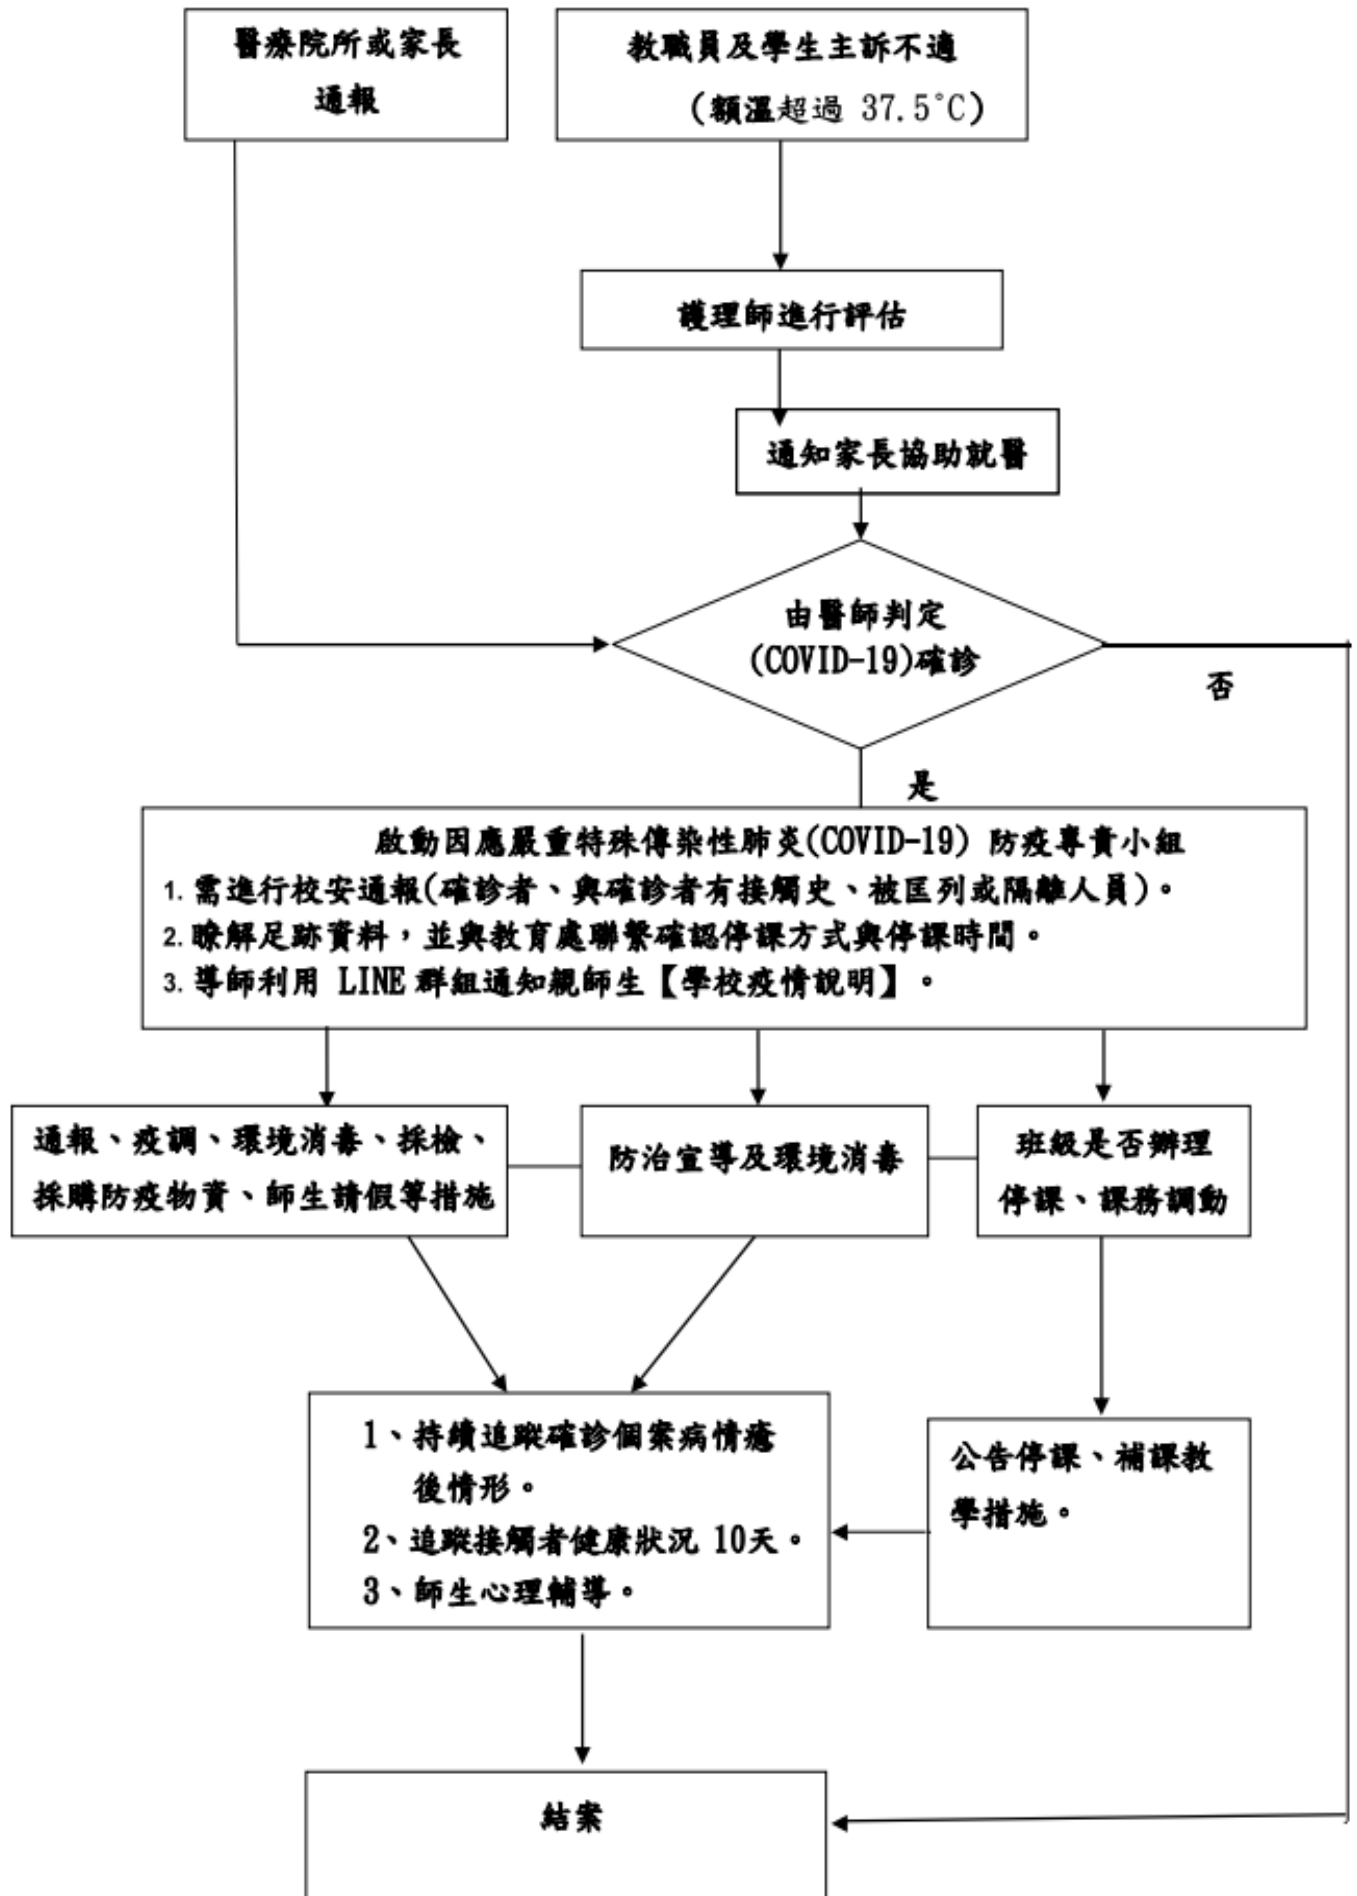 醫療院所或家長
通報
教職員及學生主訴不適
(額溫超過 37.5°C)
護理師進行評估
通知家長協助就醫
由醫師判定
(COVID-19)確診
否
是
啟動因應嚴重特殊傳染性肺炎(COVID-19) 防疫專責小組
1. 需進行校安通報(確診者、與確診者有接觸史、被匡列或隔離人員)。
2. 瞭解足跡資料，並與教育處聯繫確認停課方式與停課時間。
3. 導師利用 LINE 群組通知親師生【學校疫情說明】。
通報、疫調、環境消毒、採檢、
採購防疫物資、師生請假等措施
防治宣導及環境消毒
班級是否辦理
停課、課務調動
1、持續追蹤確診個案病情癒
後情形。
2、追蹤接觸者健康狀況 10天。
3、師生心理輔導。
公告停課、補課教
學措施。
結案